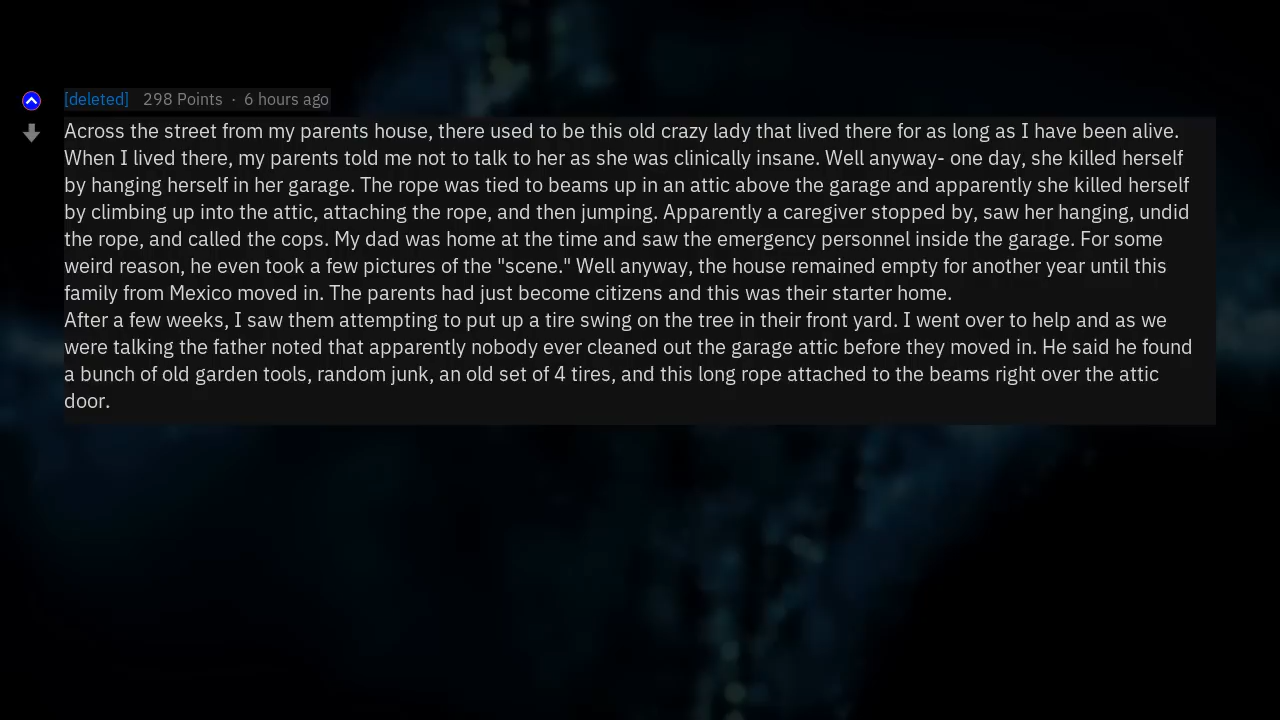 [deleted] 298 Points · 6 hours ago
Across the street from my parents house, there used to be this old crazy lady that lived there for as long as I have been alive.
When I lived there, my parents told me not to talk to her as she was clinically insane. Well anyway- one day, she killed herself
by hanging herself in her garage. The rope was tied to beams up in an attic above the garage and apparently she killed herself
by climbing up into the attic, attaching the rope, and then jumping. Apparently a caregiver stopped by, saw her hanging, undid
the rope, and called the cops. My dad was home at the time and saw the emergency personnel inside the garage. For some
weird reason, he even took a few pictures of the "scene." Well anyway, the house remained empty for another year until this
family from Mexico moved in. The parents had just become citizens and this was their starter home.
After a few weeks, I saw them attempting to put up a tire swing on the tree in their front yard. I went over to help and as we
were talking the father noted that apparently nobody ever cleaned out the garage attic before they moved in. He said he found
a bunch of old garden tools, random junk, an old set of 4 tires, and this long rope attached to the beams right over the attic
door.